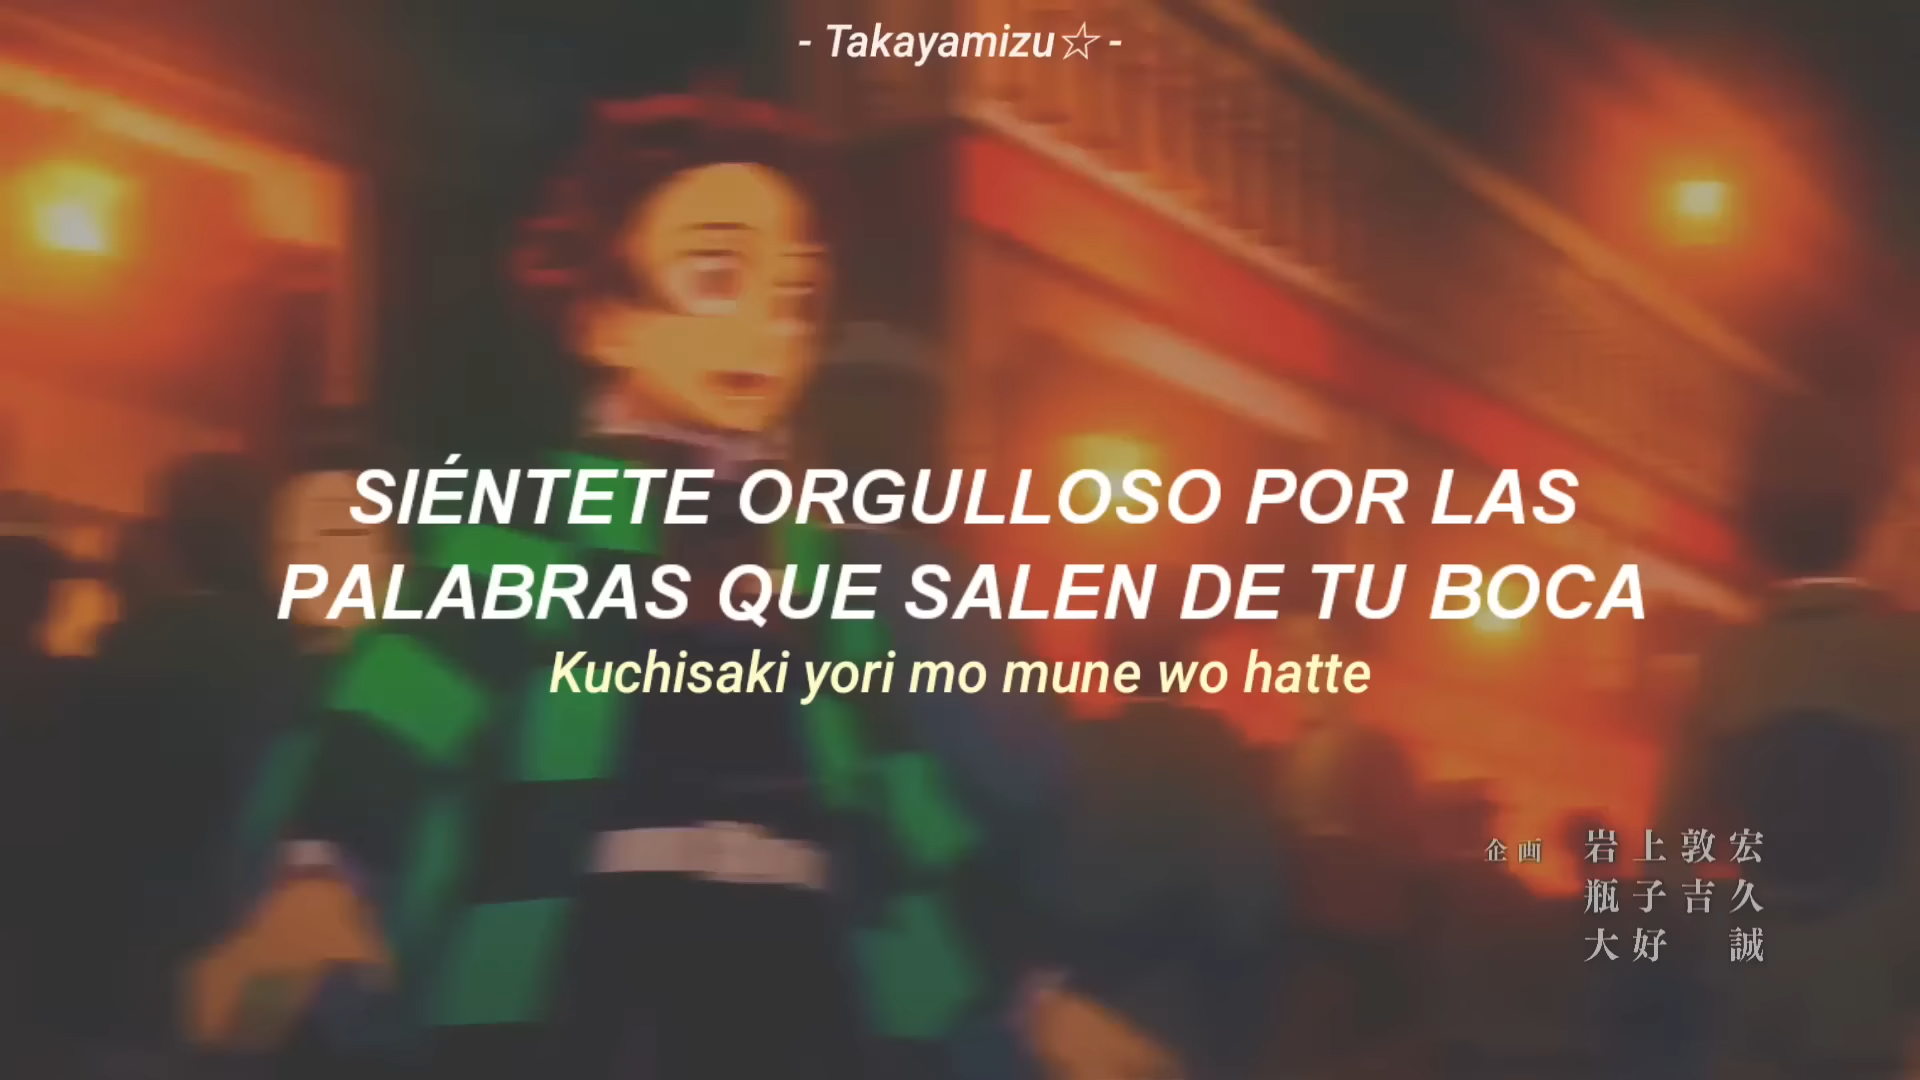 - Takayamizu☆ -
SIÉNTETE ORGULLOSO POR LAS
PALABRAS QUE SALEN DE TU BOCA
Kuchisaki yori mo mune wo hatte
企画 岩上敦宏
瓶子吉久
大好 誠